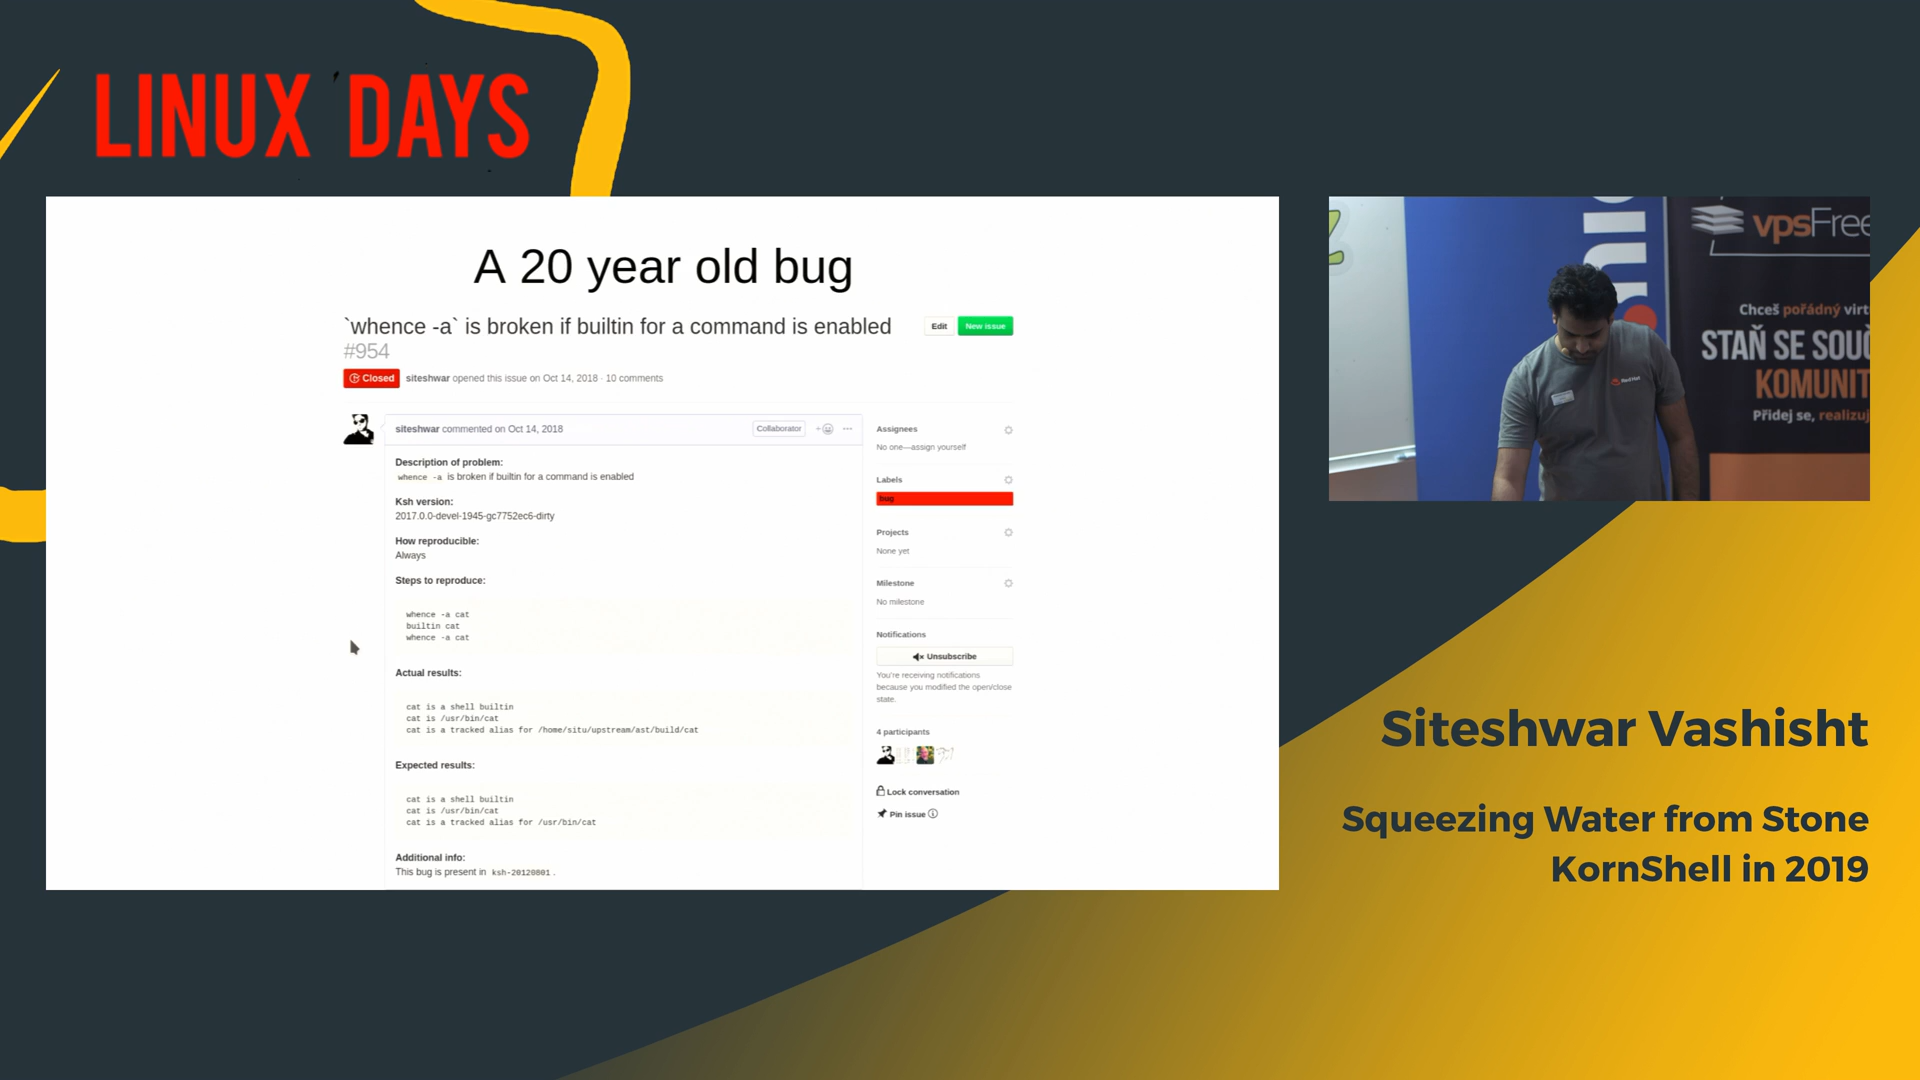 LINUX DAYS
A 20 year old bug
`whence -a` is broken if builtin for a command is enabled
#954
Edit
New issue
Closed
siteshwar opened this issue on Oct 14, 2018 · 10 comments
siteshwar commented on Oct 14, 2018
Collaborator
Description of problem:
whence -a is broken if builtin for a command is enabled
Ksh version:
2017.0.0-devel-1945-gc7752ec6-dirty
How reproducible:
Always
Steps to reproduce:
whence -a cat
builtin cat
whence -a cat
Actual results:
cat is a shell builtin
cat is /usr/bin/cat
cat is a tracked alias for /home/situ/upstream/ast/build/cat
Expected results:
cat is a shell builtin
cat is /usr/bin/cat
cat is a tracked alias for /usr/bin/cat
Additional info:
This bug is present in ksh-20120801 .
Assignees
No one—assign yourself
Labels
bug
Projects
None yet
Milestone
No milestone
Notifications
Unsubscribe
You're receiving notifications
because you modified the open/close
state.
4 participants
Lock conversation
Pin issue
vpsFree
Chceš pořádný virt
STAŇ SE SOUČ
KOMUNIT
Přidej se, realizuj
Red Hat
Siteshwar Vashisht
Squeezing Water from Stone
KornShell in 2019